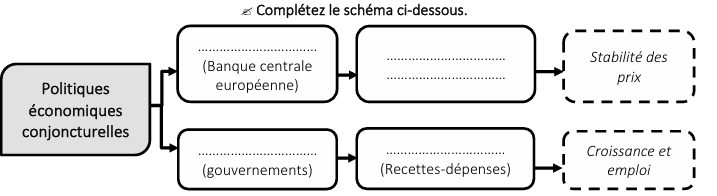 ✍ Complétez le schéma ci-dessous.
Politiques
économiques
conjoncturelles
................................
(Banque centrale
européenne)
................................
................................
Stabilité des
prix
................................
(gouvernements)
................................
(Recettes-dépenses)
Croissance et
emploi